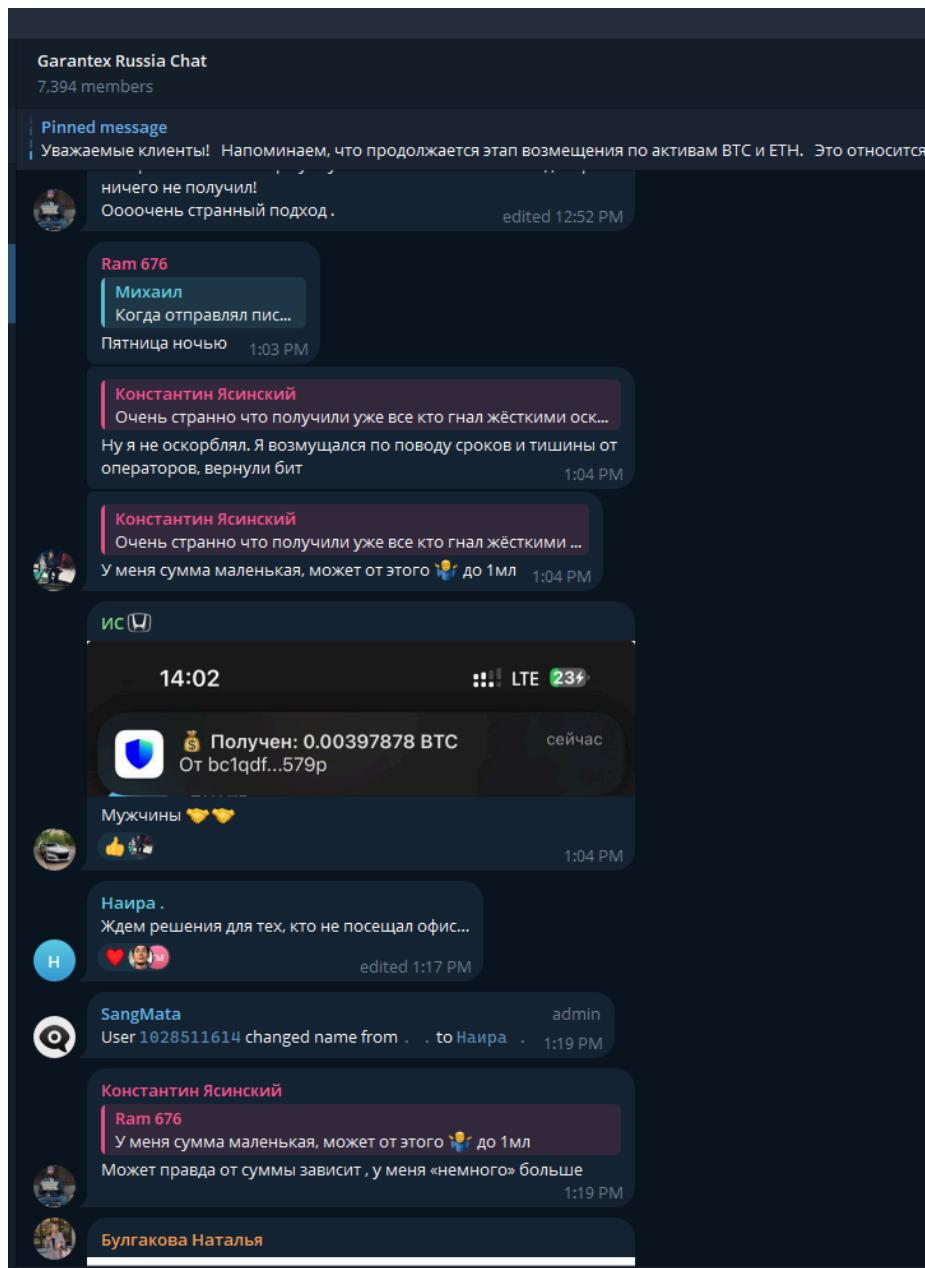 Garantex Russia Chat
7,394 members
Pinned message
Уважаемые клиенты! Напоминаем, что продолжается этап возмещения по активам BTC и ETH. Это относится
ничего не получил!
Оооочень странный подход .
edited 12:52 PM
Ram 676
Михаил
Когда отправлял пис...
Пятница ночью 1:03 PM
Константин Ясинский
Очень странно что получили уже все кто гнал жёсткими оск...
Ну я не оскорблял. Я возмущался по поводу сроков и тишины от
операторов, вернули бит 1:04 PM
Константин Ясинский
Очень странно что получили уже все кто гнал жёсткими ...
У меня сумма маленькая, может от этого 🤷‍♂️ до 1мл 1:04 PM
ИС
14:02 LTE 23
💰 Получен: 0.00397878 BTC сейчас
От bc1qdf...579p
Мужчины 🤝🤝
👍 1:04 PM
Наира .
Ждем решения для тех, кто не посещал офис...
Н ❤️ edited 1:17 PM
SangMata admin
User 1028511614 changed name from . . to Наира . 1:19 PM
Константин Ясинский
Ram 676
У меня сумма маленькая, может от этого 🤷‍♂️ до 1мл
Может правда от суммы зависит , у меня «немного» больше
1:19 PM
Булгакова Наталья